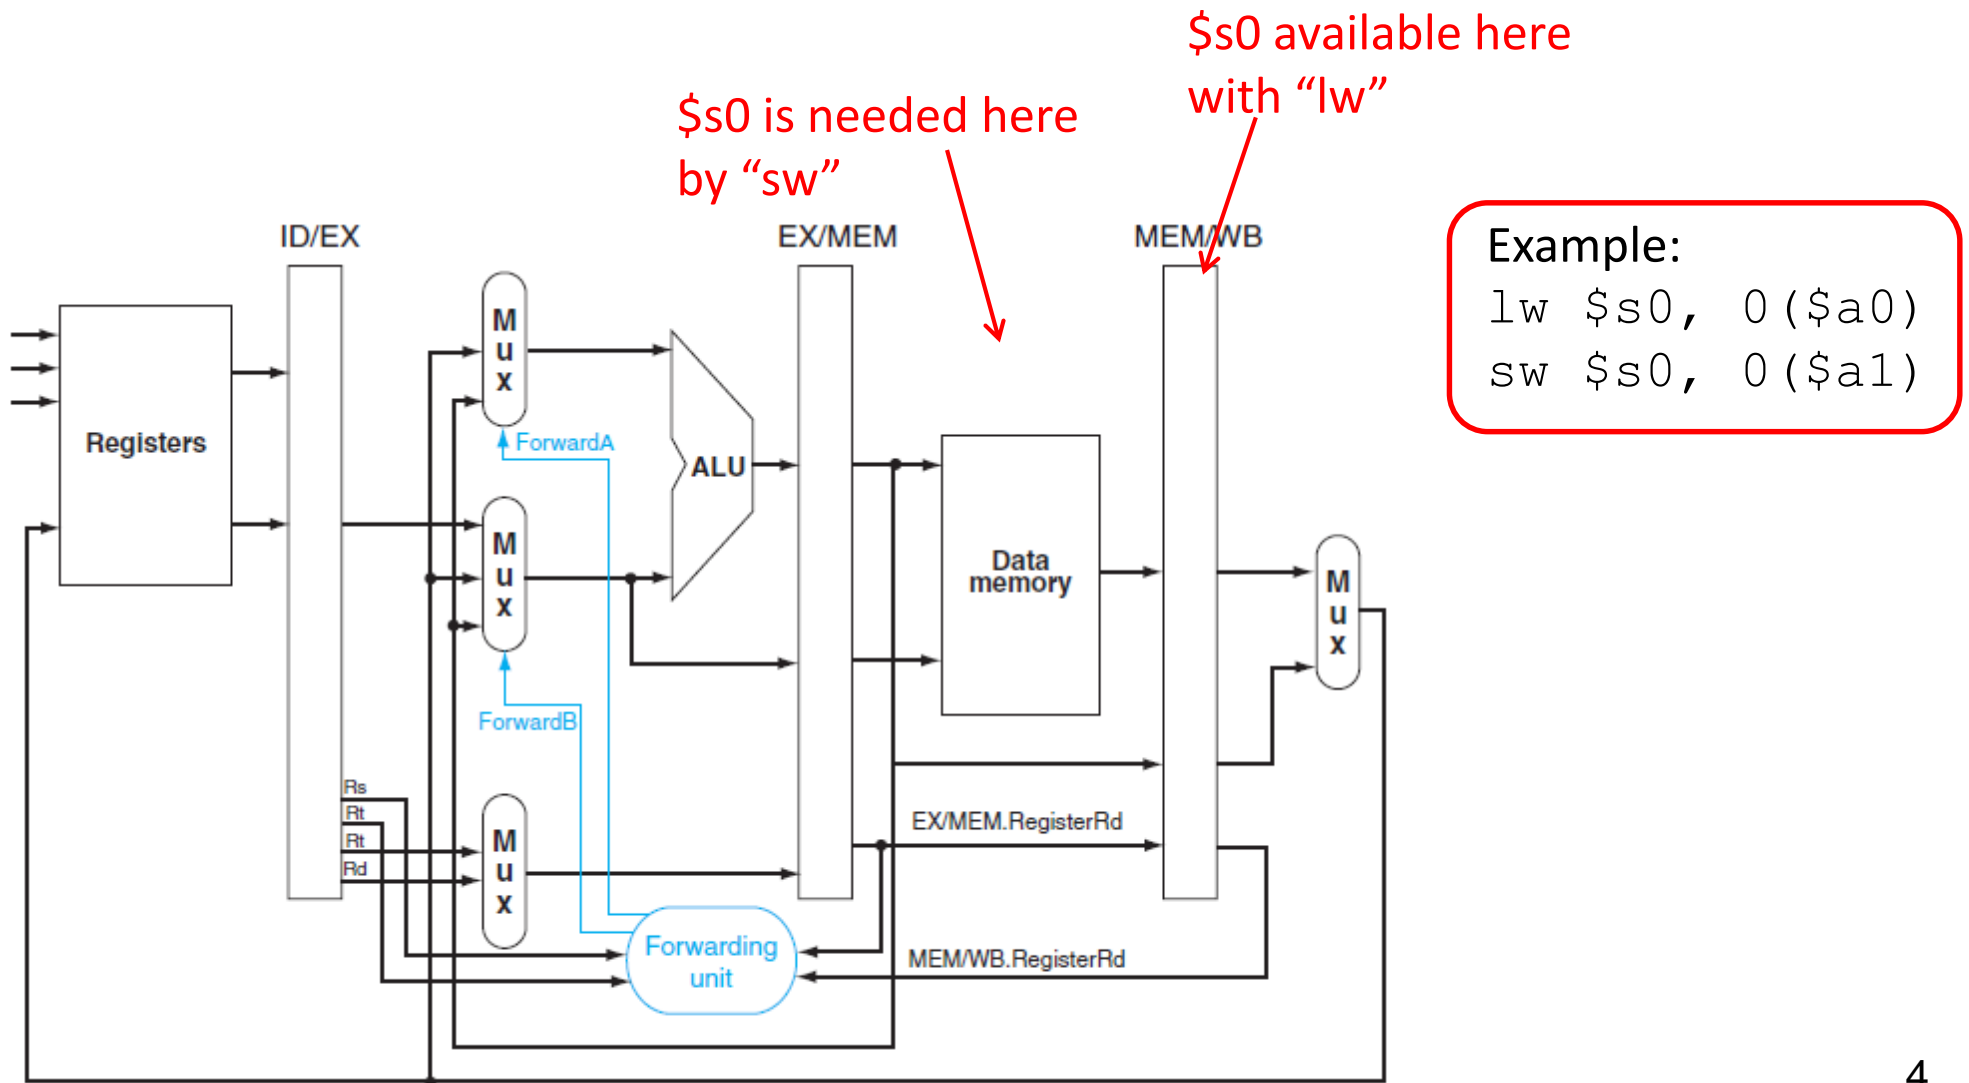 $s0 available here
with “lw”
$s0 is needed here
by “sw”
ID/EX
EX/MEM
MEM/WB
Example:
lw $s0, 0($a0)
sw $s0, 0($a1)
M
u
x
ForwardA
Registers
ALU
M
u
x
Data
memory
M
u
x
ForwardB
Rs
Rt
Rt
Rd
M
u
x
EX/MEM.RegisterRd
Forwarding
unit
MEM/WB.RegisterRd
4